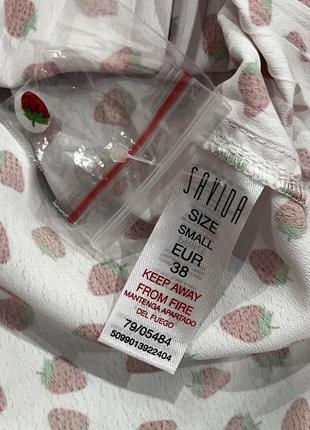 SAVIDA
SIZE
SMALL
EUR
38
KEEP AWAY
FROM FIRE
MANTENGA APARTADO
DEL FUEGO
79/05484
5099013922404